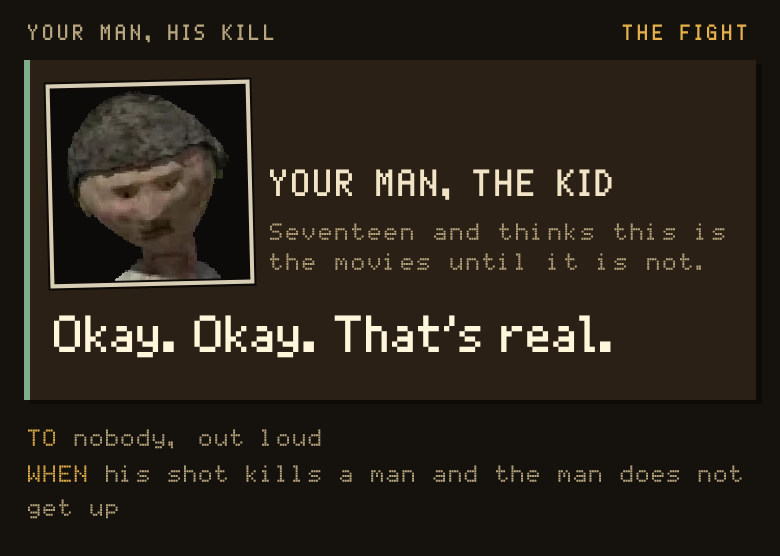 YOUR MAN, HIS KILL
THE FIGHT
YOUR MAN, THE KID
Seventeen and thinks this is
the movies until it is not.
Okay. Okay. That's real.
TO nobody, out loud
WHEN his shot kills a man and the man does not
get up